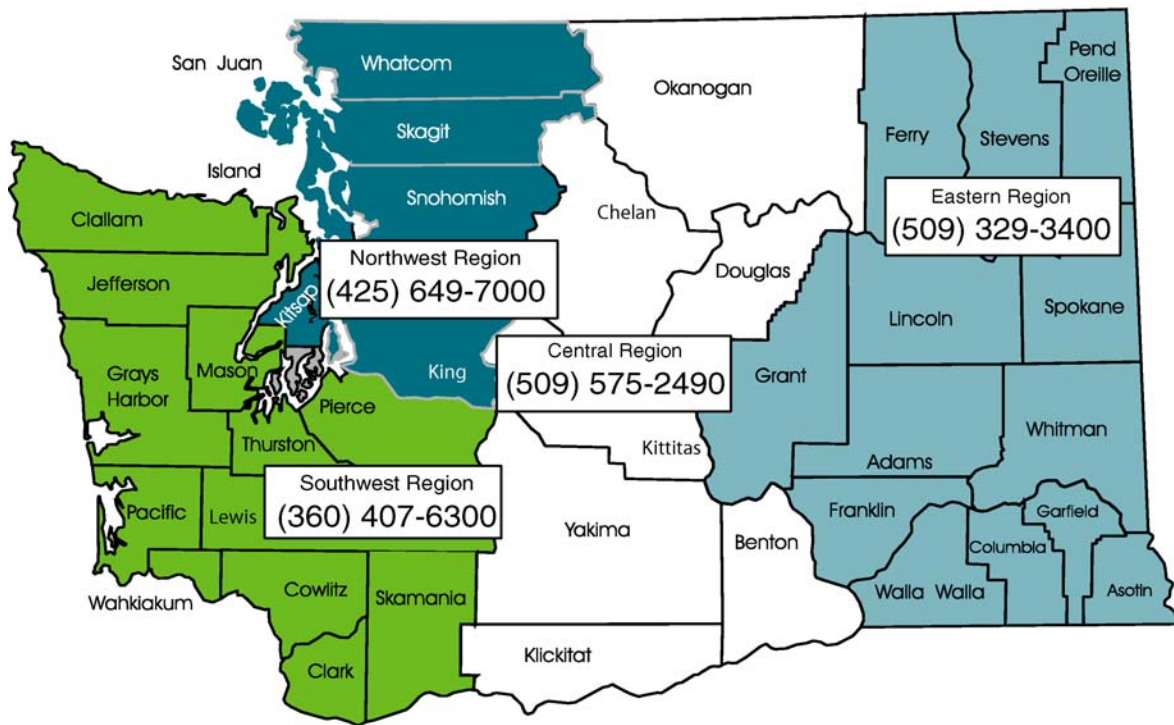 San Juan
Whatcom
Pend
Oreille
Okanogan
Skagit
Ferry
Stevens
Island
Snohomish
Chelan
Eastern Region
(509) 329-3400
Clallam
Northwest Region
(425) 649-7000
Douglas
Jefferson
Kitsap
Lincoln
Spokane
Central Region
(509) 575-2490
Mason
King
Grant
Grays
Harbor
Pierce
Whitman
Thurston
Kittitas
Adams
Southwest Region
(360) 407-6300
Pacific
Lewis
Yakima
Benton
Franklin
Garfield
Columbia
Wahkiakum
Cowlitz
Skamania
Walla Walla
Asotin
Clark
Klickitat